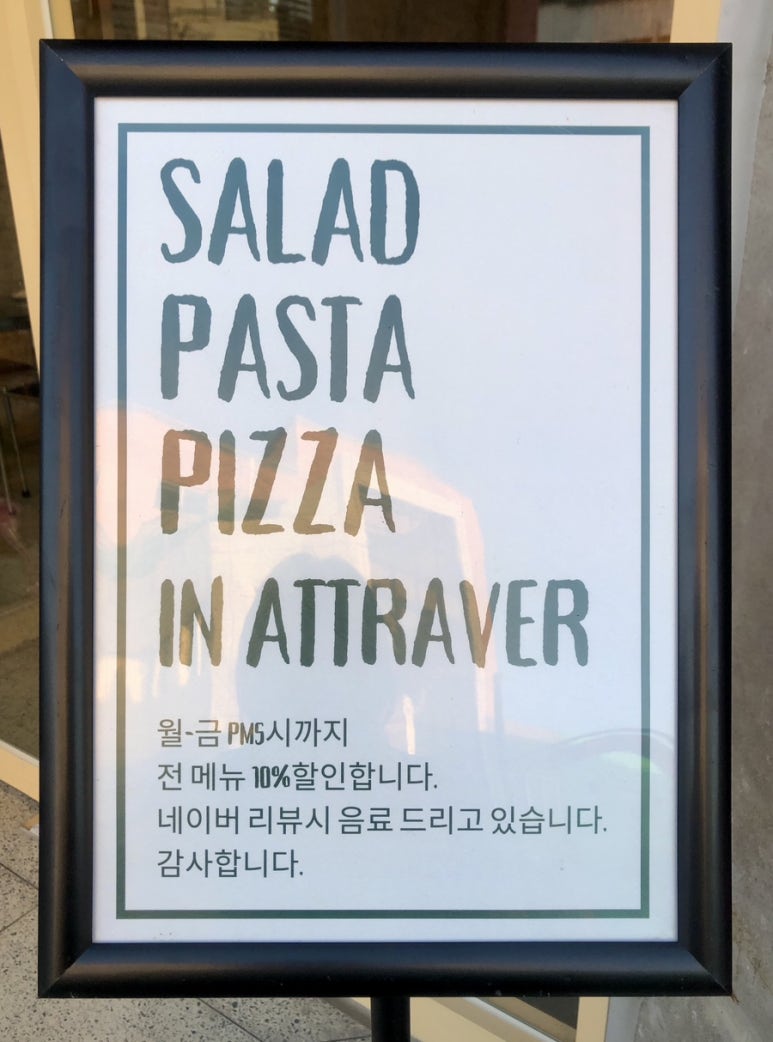 SALAD
PASTA
PIZZA
IN ATTRAVER
월-금 PM5시까지
전 메뉴 10%할인합니다.
네이버 리뷰시 음료 드리고 있습니다.
감사합니다.